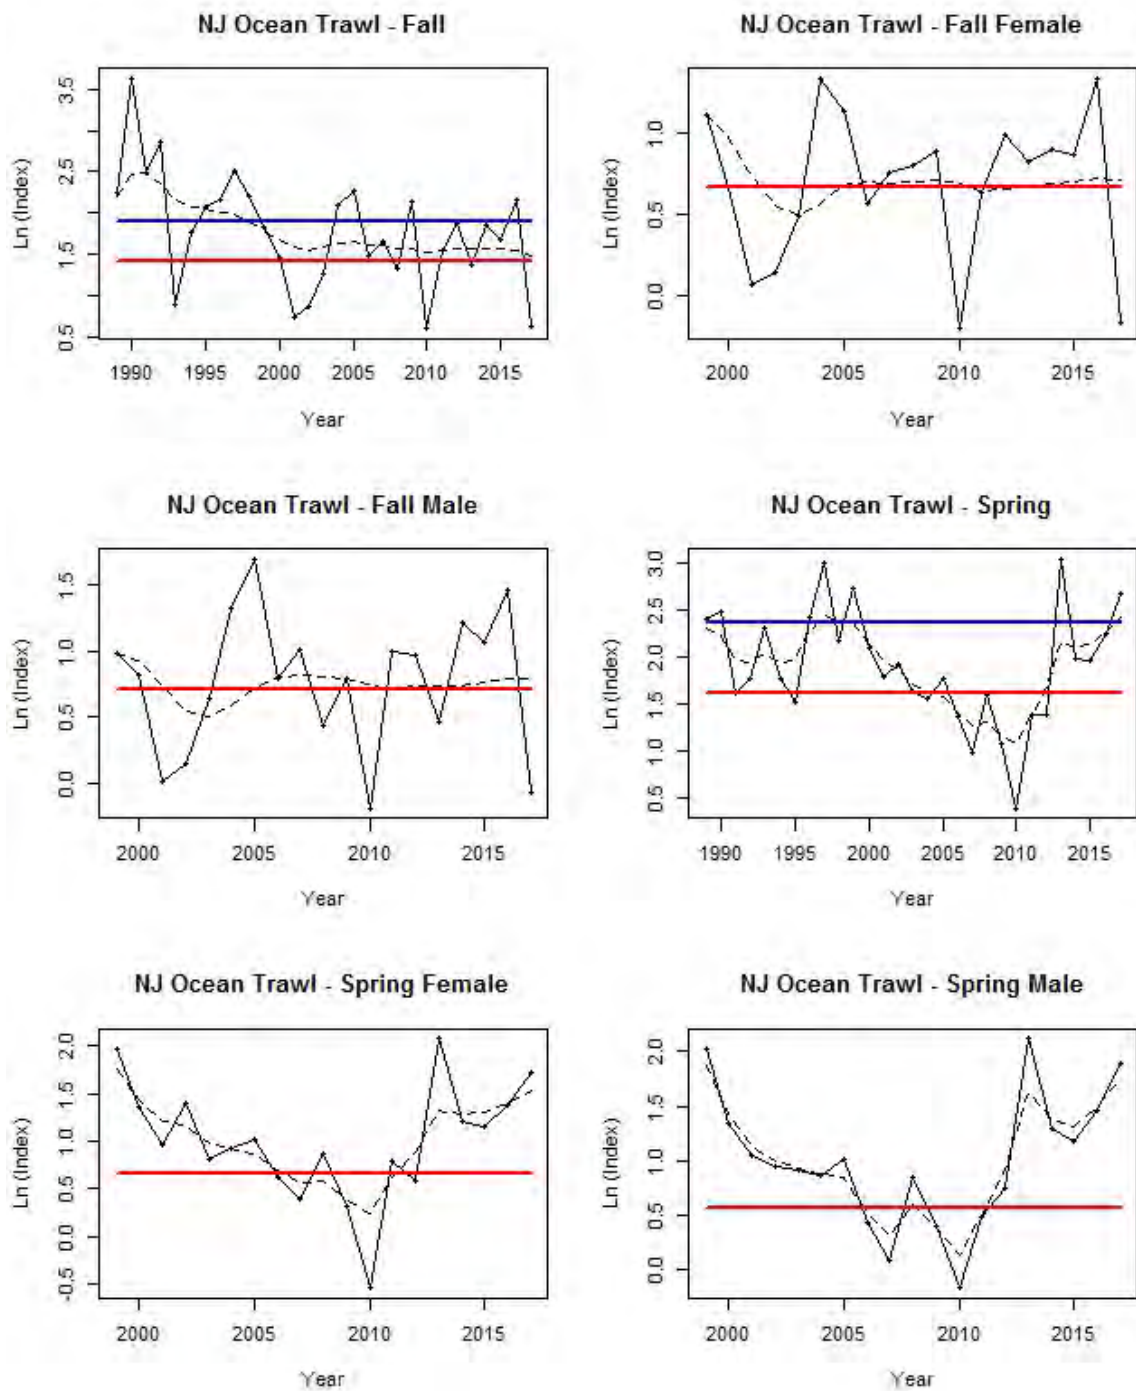 NJ Ocean Trawl - Fall
NJ Ocean Trawl - Fall Female
Ln (Index)
3.5
2.5
1.5
0.5
1990 1995 2000 2005 2010 2015
Year
Ln (Index)
1.0
0.5
0.0
2000 2005 2010 2015
Year
NJ Ocean Trawl - Fall Male
NJ Ocean Trawl - Spring
Ln (Index)
1.5
1.0
0.5
0.0
2000 2005 2010 2015
Year
Ln (Index)
3.0
2.5
2.0
1.5
1.0
0.5
1990 1995 2000 2005 2010 2015
Year
NJ Ocean Trawl - Spring Female
NJ Ocean Trawl - Spring Male
Ln (Index)
2.0
1.5
1.0
0.5
0.0
-0.5
2000 2005 2010 2015
Year
Ln (Index)
2.0
1.5
1.0
0.5
0.0
2000 2005 2010 2015
Year